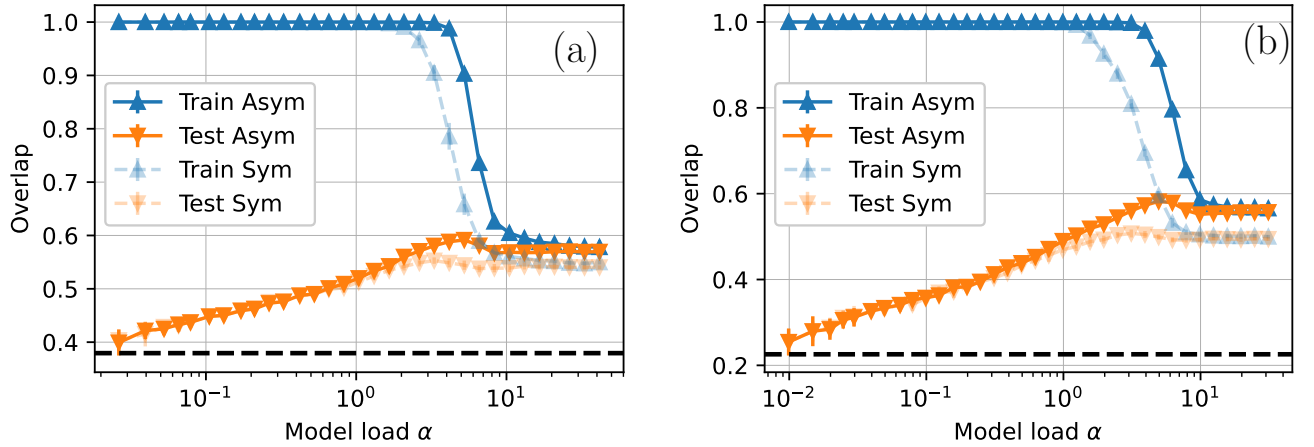 (a)
Overlap
1.0
0.9
0.8
0.7
0.6
0.5
0.4
Train Asym
Test Asym
Train Sym
Test Sym
10⁻¹
10⁰
10¹
Model load α
(b)
Overlap
1.0
0.8
0.6
0.4
0.2
Train Asym
Test Asym
Train Sym
Test Sym
10⁻²
10⁻¹
10⁰
10¹
Model load α